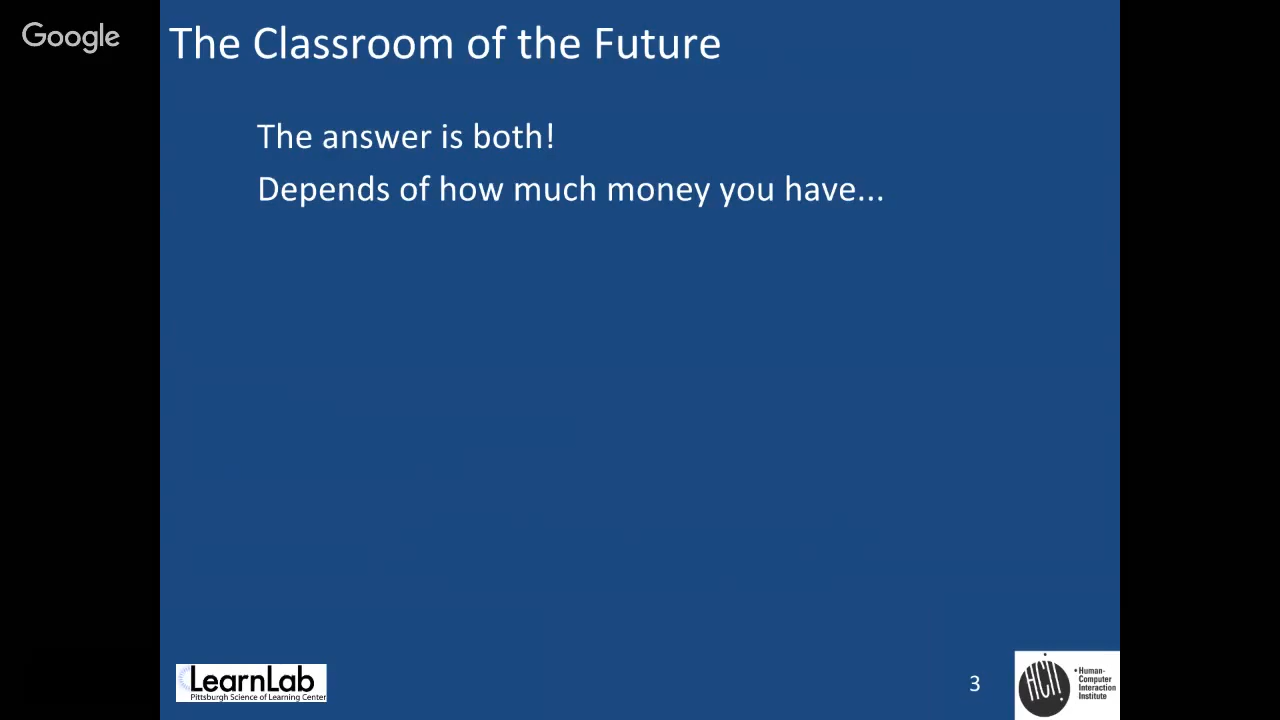 Google
The Classroom of the Future
The answer is both!
Depends of how much money you have...
LearnLab
Pittsburgh Science of Learning Center
3
HCII
• Human-
Computer
Interaction
Institute